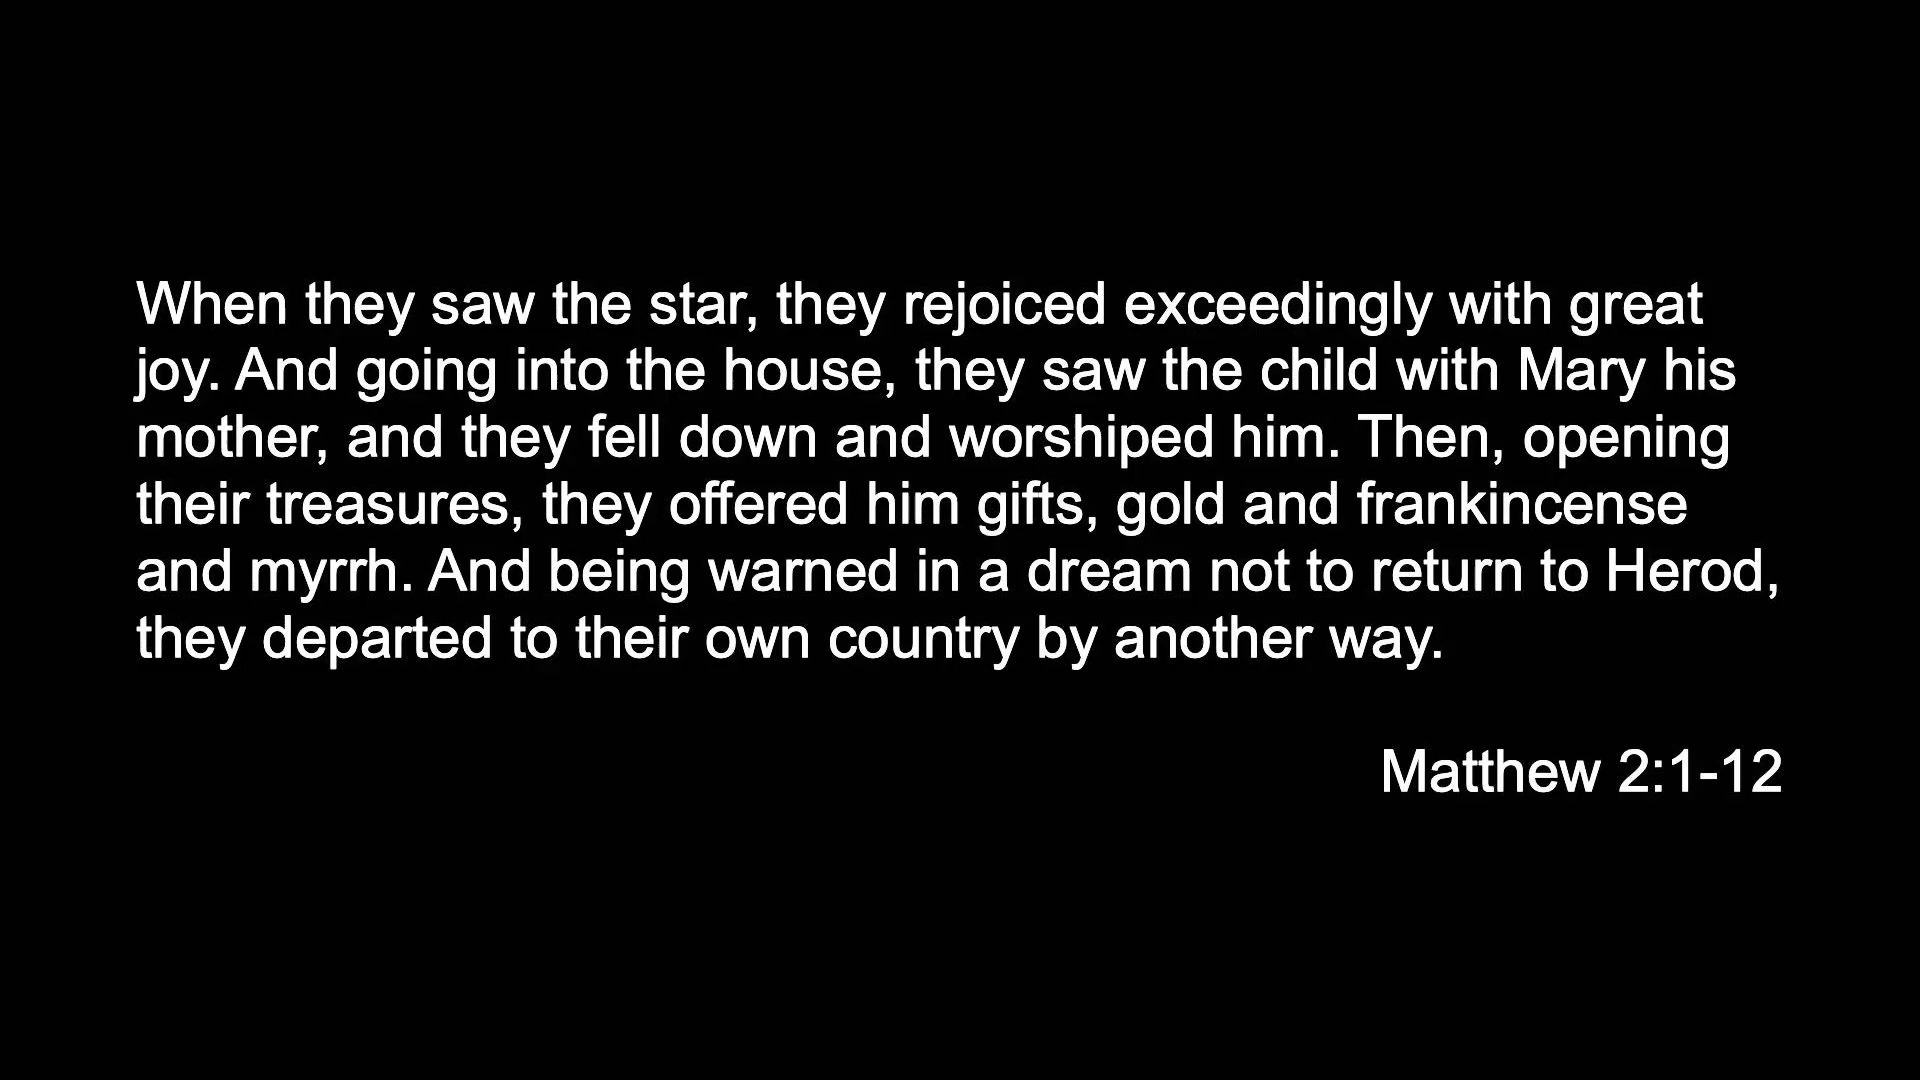 When they saw the star, they rejoiced exceedingly with great
joy. And going into the house, they saw the child with Mary his
mother, and they fell down and worshiped him. Then, opening
their treasures, they offered him gifts, gold and frankincense
and myrrh. And being warned in a dream not to return to Herod,
they departed to their own country by another way.
Matthew 2:1-12